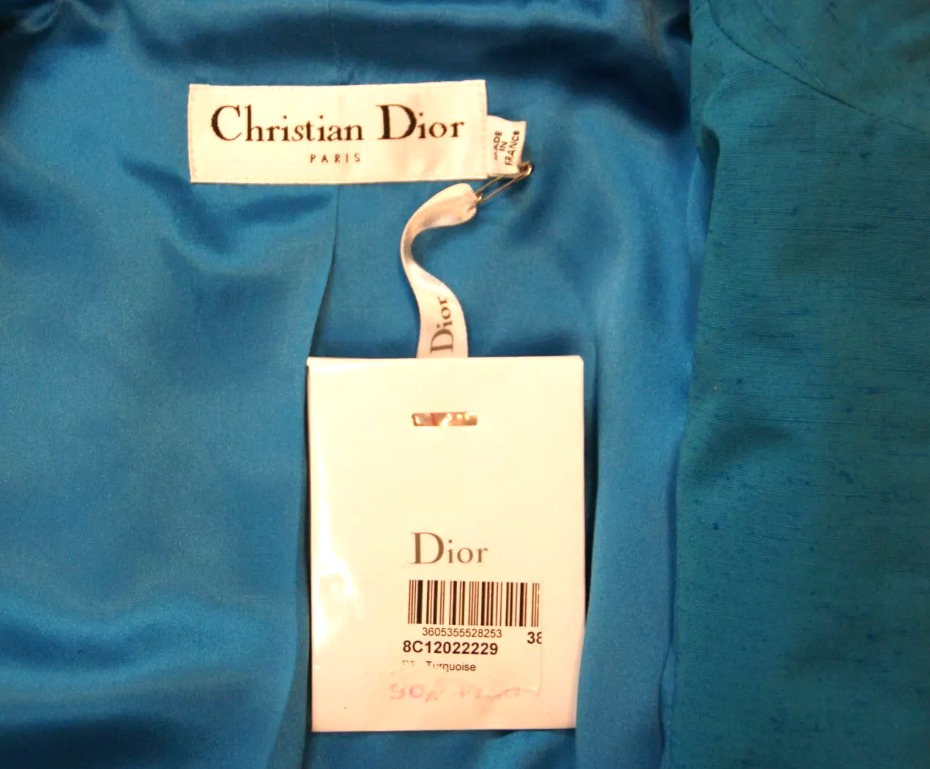 Christian Dior
PARIS
MADE
IN
FRANCE
Dior
Dior
3605355528253
38
8C12022229
Turquoise